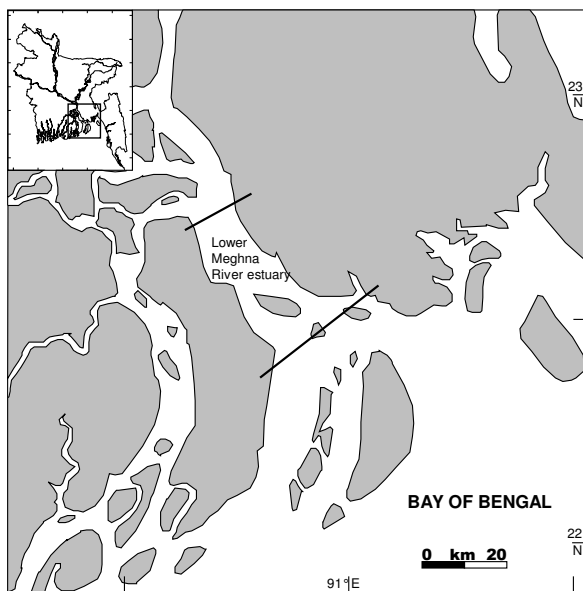 23
N
Lower
Meghna
River estuary
BAY OF BENGAL
22
N
0 km 20
91°E